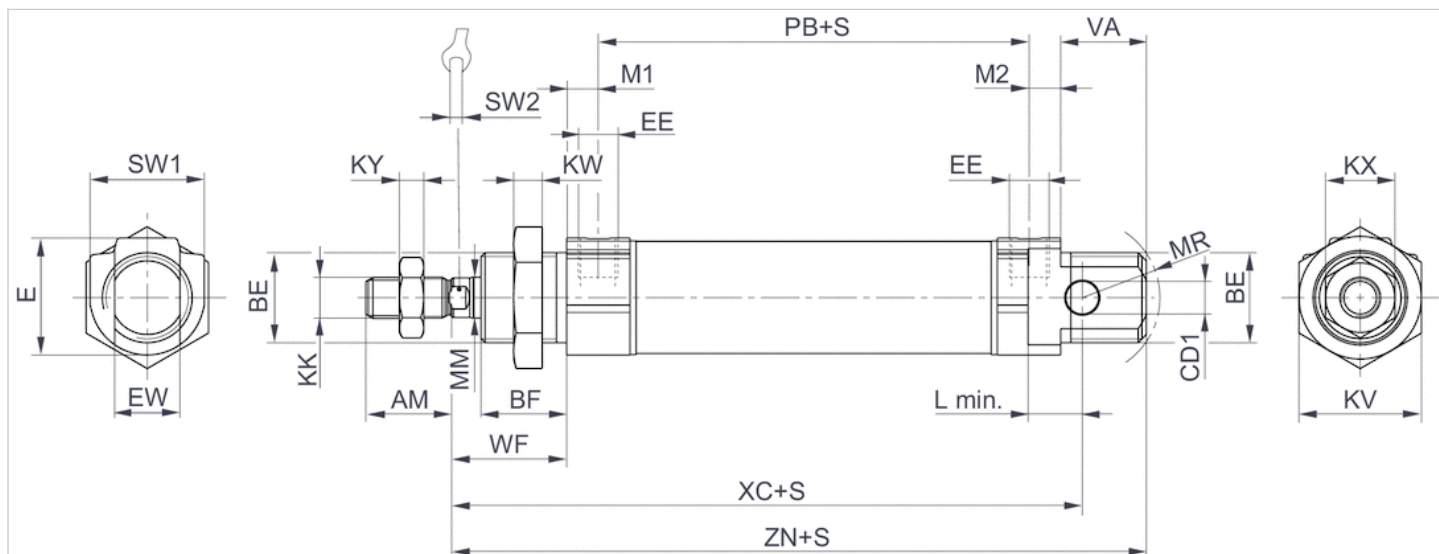 PB+S
VA
M1
M2
SW2
EE
SW1
KY
KW
EE
KX
MR
E
BE
BE
KK
MM
CD1
EW
AM
BF
L min.
KV
WF
XC+S
ZN+S